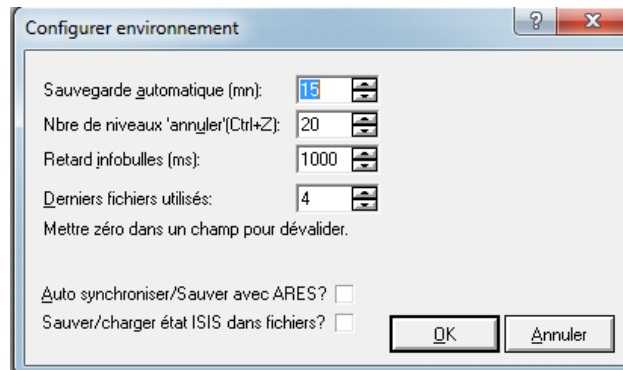 Configurer environnement
Sauvegarde automatique (mn): 15
Nbre de niveaux 'annuler'(Ctrl+Z): 20
Retard infobulles (ms): 1000
Derniers fichiers utilisés: 4
Mettre zéro dans un champ pour dévalider.
Auto synchroniser/Sauver avec ARES?
Sauver/charger état ISIS dans fichiers?
OK Annuler